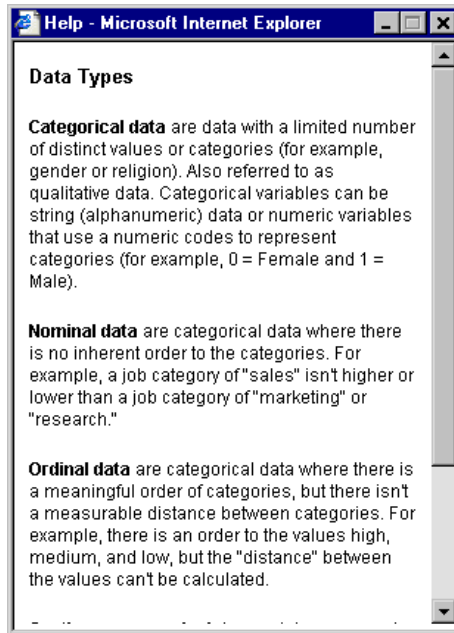 Help - Microsoft Internet Explorer
Data Types
Categorical data are data with a limited number
of distinct values or categories (for example,
gender or religion). Also referred to as
qualitative data. Categorical variables can be
string (alphanumeric) data or numeric variables
that use a numeric codes to represent
categories (for example, 0 = Female and 1 =
Male).
Nominal data are categorical data where there
is no inherent order to the categories. For
example, a job category of "sales" isn't higher or
lower than a job category of "marketing" or
"research."
Ordinal data are categorical data where there is
a meaningful order of categories, but there isn't
a measurable distance between categories. For
example, there is an order to the values high,
medium, and low, but the "distance" between
the values can't be calculated.